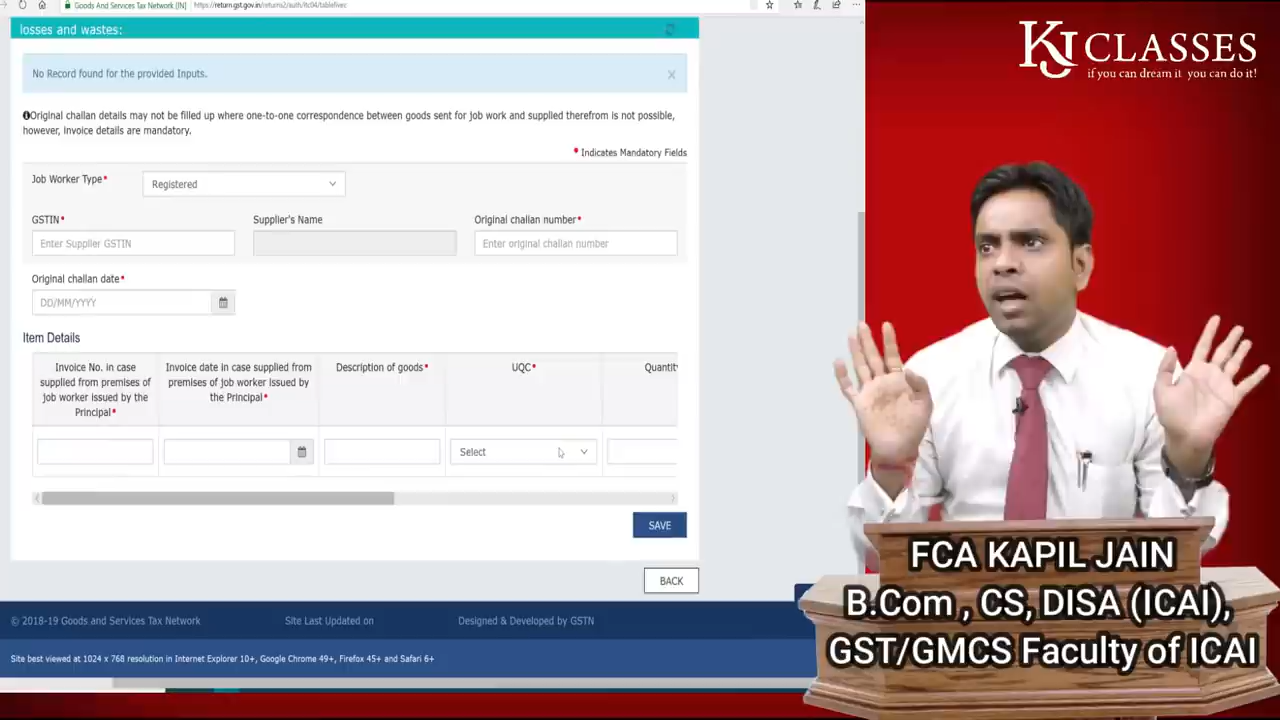 Goods And Services Tax Network [IN]
https://return.gst.gov.in/returns2/auth/itc04/tablefivec
losses and wastes:
No Record found for the provided Inputs.
x
Original challan details may not be filled up where one-to-one correspondence between goods sent for job work and supplied therefrom is not possible,
however, invoice details are mandatory.
* Indicates Mandatory Fields
Job Worker Type*
Registered
GSTIN*
Supplier's Name
Original challan number*
Enter Supplier GSTIN
Enter original challan number
Original challan date*
DD/MM/YYYY
Item Details
Invoice No. in case
supplied from premises of
job worker issued by the
Principal*
Invoice date in case supplied from
premises of job worker issued by
the Principal*
Description of goods*
UQC*
Quantit
Select
SAVE
BACK
© 2018-19 Goods and Services Tax Network
Site Last Updated on
Designed & Developed by GSTN
Site best viewed at 1024 x 768 resolution in Internet Explorer 10+, Google Chrome 49+, Firefox 45+ and Safari 6+
KJ CLASSES
if you can dream it you can do it!
FCA KAPIL JAIN
B.Com , CS, DISA (ICAI),
GST/GMCS Faculty of ICAI